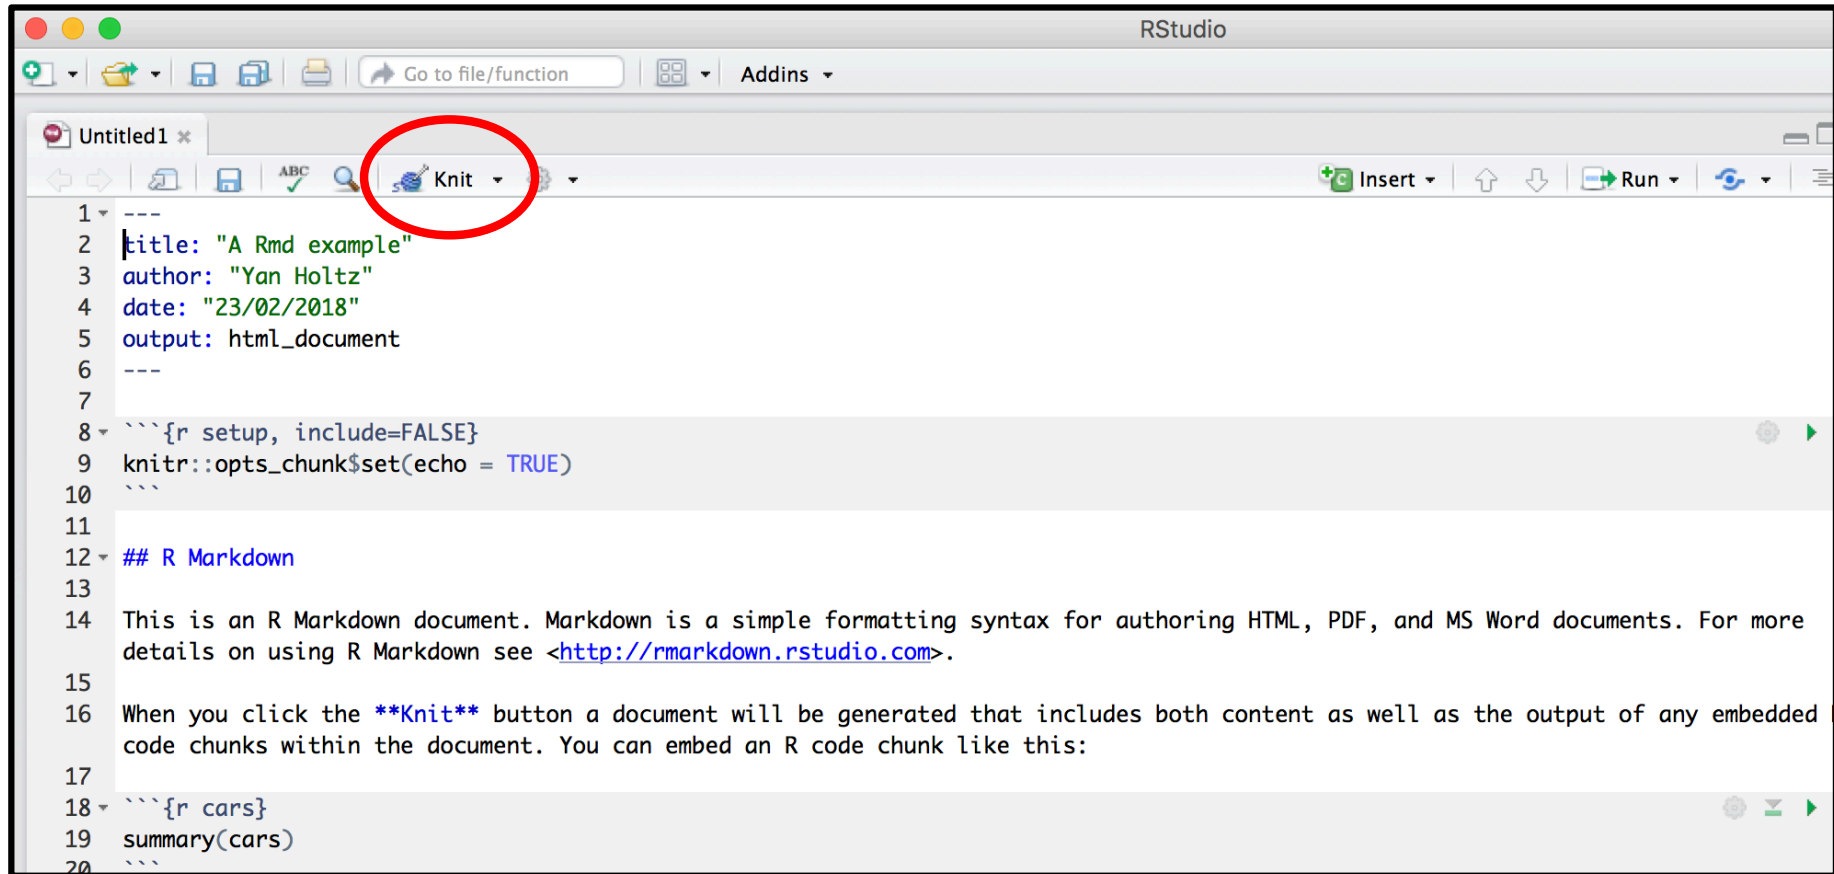 RStudio
Go to file/function
Addins
Untitled1
ABC
Knit
Insert
Run
1 ---
2 title: "A Rmd example"
3 author: "Yan Holtz"
4 date: "23/02/2018"
5 output: html_document
6 ---
7
8 ```{r setup, include=FALSE}
9 knitr::opts_chunk$set(echo = TRUE)
10 ```
11
12 ## R Markdown
13
14 This is an R Markdown document. Markdown is a simple formatting syntax for authoring HTML, PDF, and MS Word documents. For more
details on using R Markdown see <http://rmarkdown.rstudio.com>.
15
16 When you click the **Knit** button a document will be generated that includes both content as well as the output of any embedded
code chunks within the document. You can embed an R code chunk like this:
17
18 ```{r cars}
19 summary(cars)
20 ```